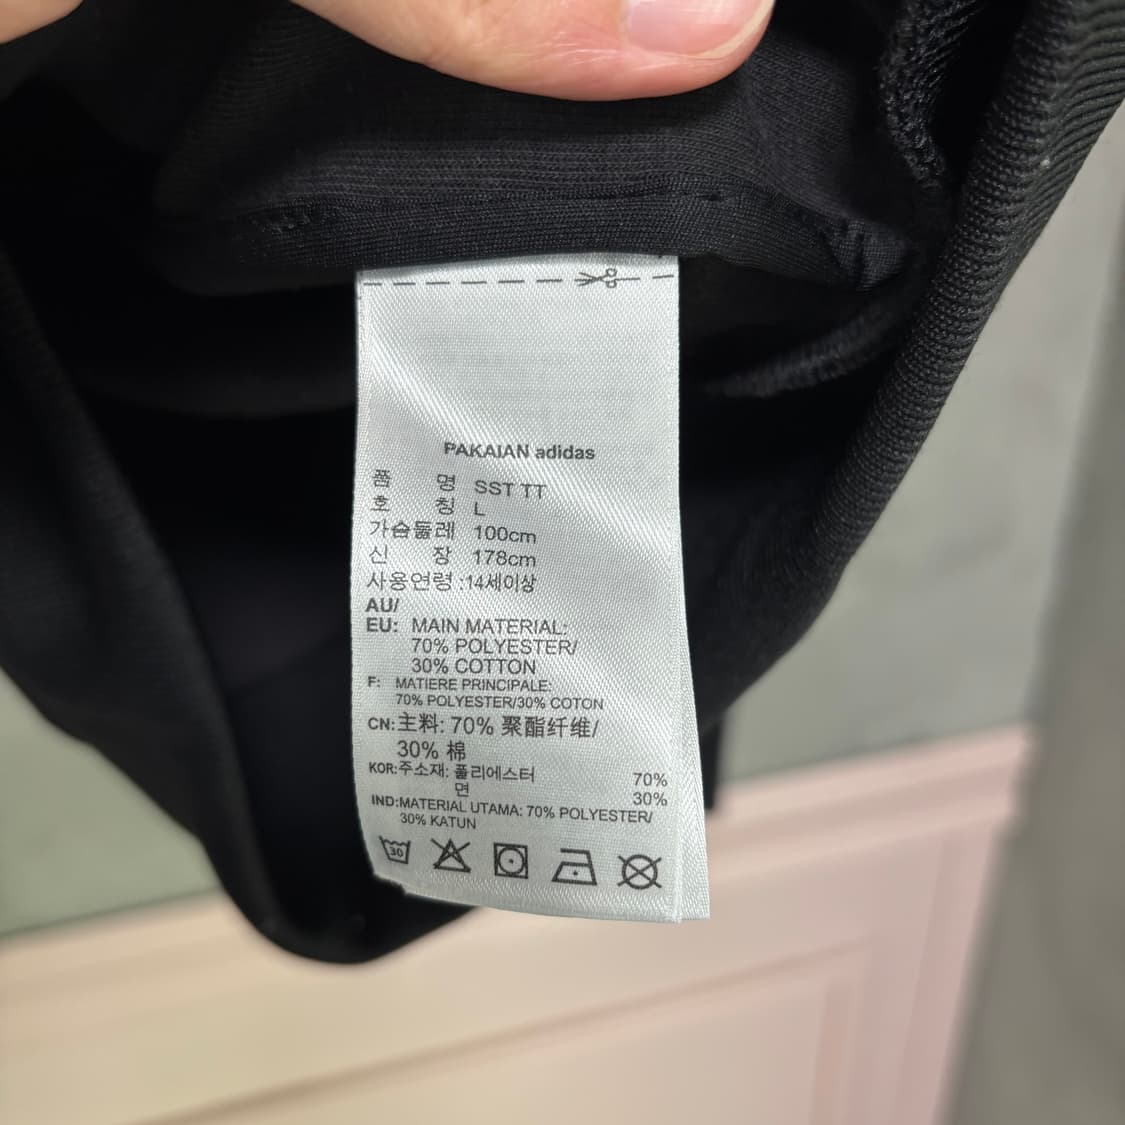 PAKAIAN adidas
품 명 SST TT
호 칭 L
가슴둘레 100cm
신 장 178cm
사용연령 :14세이상
AU/
EU: MAIN MATERIAL:
70% POLYESTER/
30% COTTON
F: MATIERE PRINCIPALE:
70% POLYESTER/30% COTON
CN:主料: 70% 聚酯纤维/
30% 棉
KOR:주소재: 폴리에스터 70%
면 30%
IND:MATERIAL UTAMA: 70% POLYESTER/
30% KATUN
30